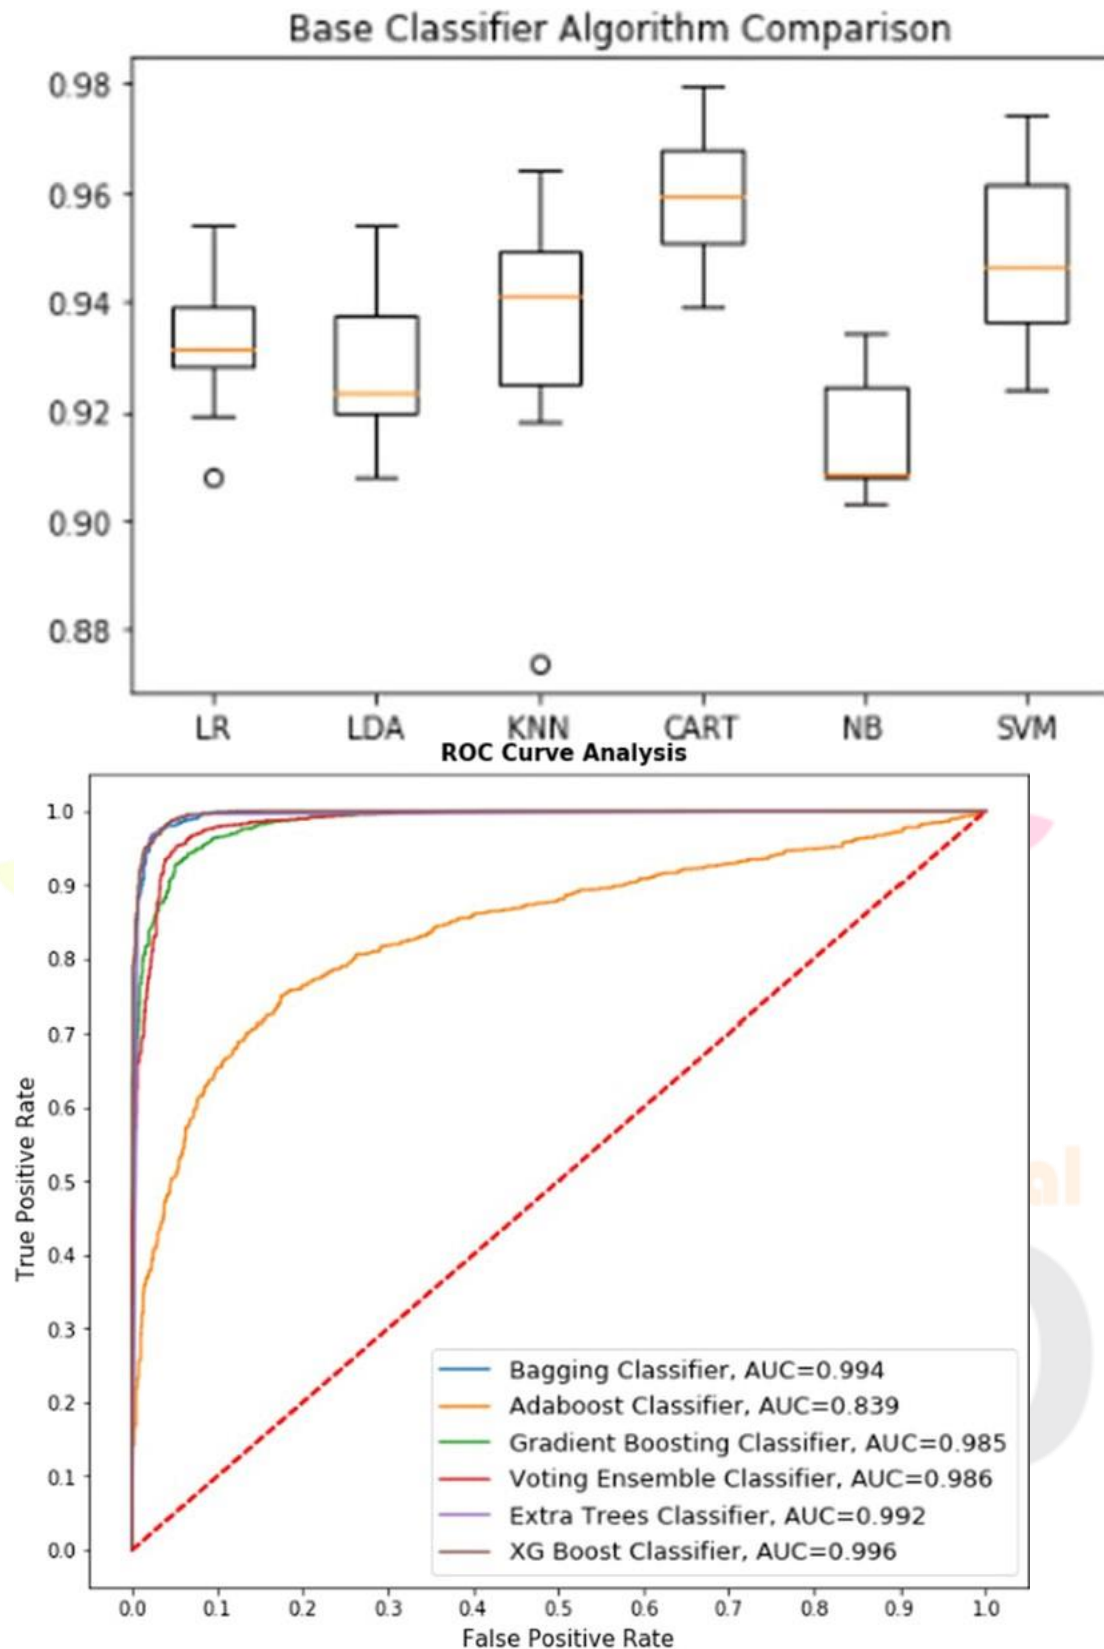 Base Classifier Algorithm Comparison
0.98
0.96
0.94
0.92
0.90
0.88
LR LDA KNN CART NB SVM
ROC Curve Analysis
1.0
0.9
0.8
0.7
0.6
0.5
0.4
0.3
0.2
0.1
0.0
True Positive Rate
al
Bagging Classifier, AUC=0.994
Adaboost Classifier, AUC=0.839
Gradient Boosting Classifier, AUC=0.985
Voting Ensemble Classifier, AUC=0.986
Extra Trees Classifier, AUC=0.992
XG Boost Classifier, AUC=0.996
0.0 0.1 0.2 0.3 0.4 0.5 0.6 0.7 0.8 0.9 1.0
False Positive Rate